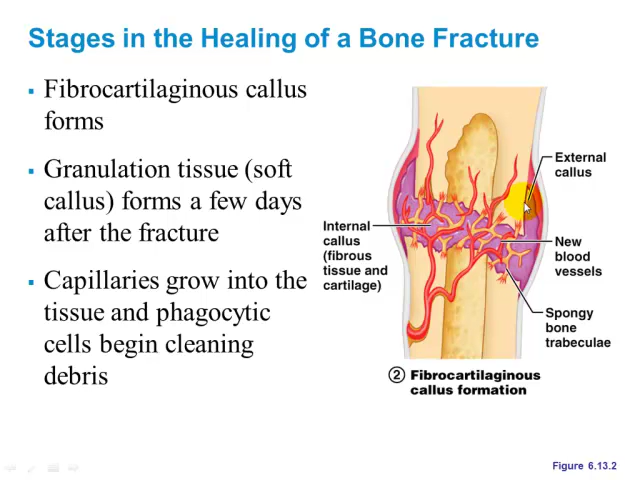 Stages in the Healing of a Bone Fracture
▪ Fibrocartilaginous callus
forms
▪ Granulation tissue (soft
callus) forms a few days
after the fracture
▪ Capillaries grow into the
tissue and phagocytic
cells begin cleaning
debris
External
callus
Internal
callus
(fibrous
tissue and
cartilage)
New
blood
vessels
Spongy
bone
trabeculae
② Fibrocartilaginous
callus formation
Figure 6.13.2